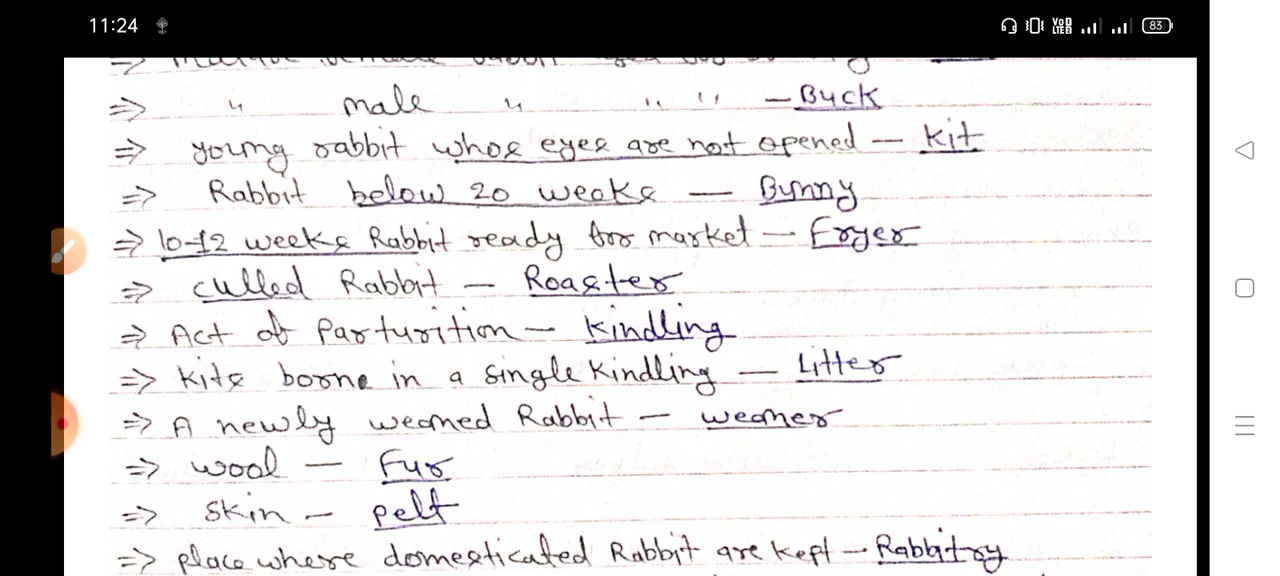 11:24 VoD LTE2 83
⇒ " male " " " — Buck
⇒ young rabbit whose eyes are not opened — Kit
⇒ Rabbit below 20 weeks — Bunny
⇒ 10-12 weeks Rabbit ready for market — Fryer
⇒ culled Rabbit — Roaster
⇒ Act of Parturition — Kindling
⇒ Kits borne in a single Kindling — Litter
⇒ A newly weaned Rabbit — weaner
⇒ wool — Fur
⇒ Skin — pelt
⇒ place where domesticated Rabbit are kept — Rabbitry